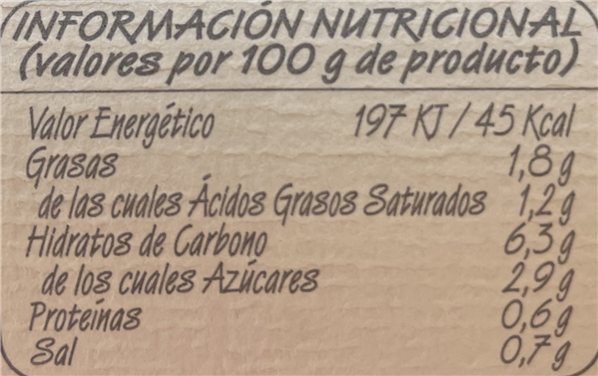 INFORMACIÓN NUTRICIONAL
(valores por 100 g de producto)
Valor Energético 197 KJ / 45 Kcal
Grasas 1,8 g
de las cuales Ácidos Grasos Saturados 1,2 g
Hidratos de Carbono 6,3 g
de los cuales Azúcares 2,9 g
Proteínas 0,6 g
Sal 0,7 g